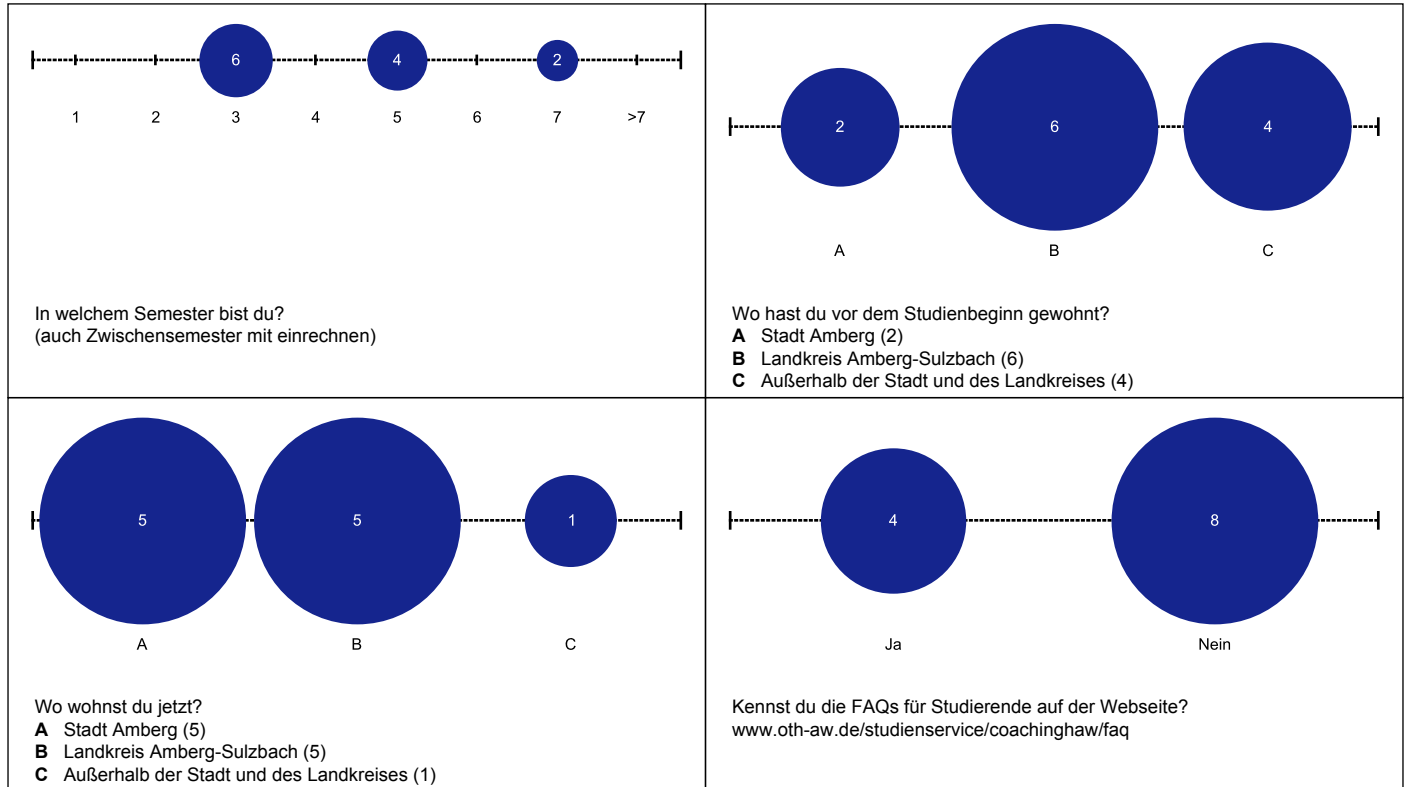 6 4 2
1 2 3 4 5 6 7 >7
In welchem Semester bist du?
(auch Zwischensemester mit einrechnen)
2 6 4
A B C
Wo hast du vor dem Studienbeginn gewohnt?
A Stadt Amberg (2)
B Landkreis Amberg-Sulzbach (6)
C Außerhalb der Stadt und des Landkreises (4)
5 5 1
A B C
Wo wohnst du jetzt?
A Stadt Amberg (5)
B Landkreis Amberg-Sulzbach (5)
C Außerhalb der Stadt und des Landkreises (1)
4 8
Ja Nein
Kennst du die FAQs für Studierende auf der Webseite?
www.oth-aw.de/studienservice/coachinghaw/faq